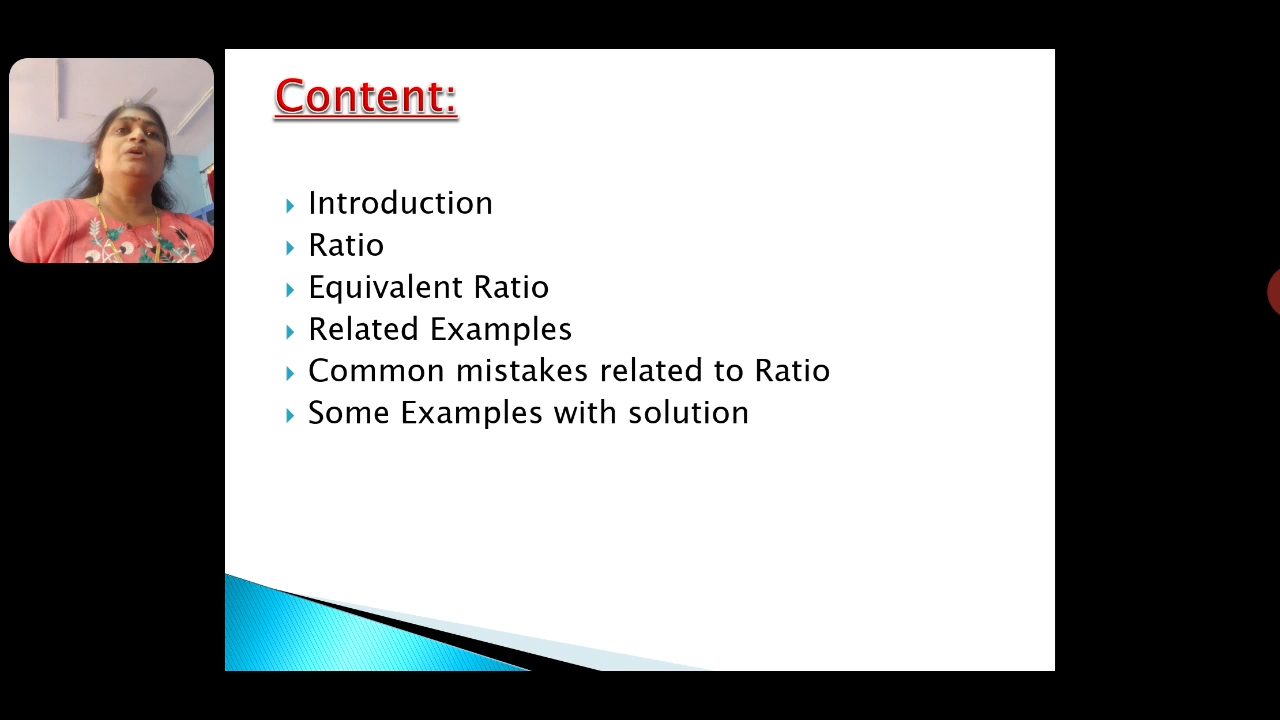 Content:
Introduction
Ratio
Equivalent Ratio
Related Examples
Common mistakes related to Ratio
Some Examples with solution